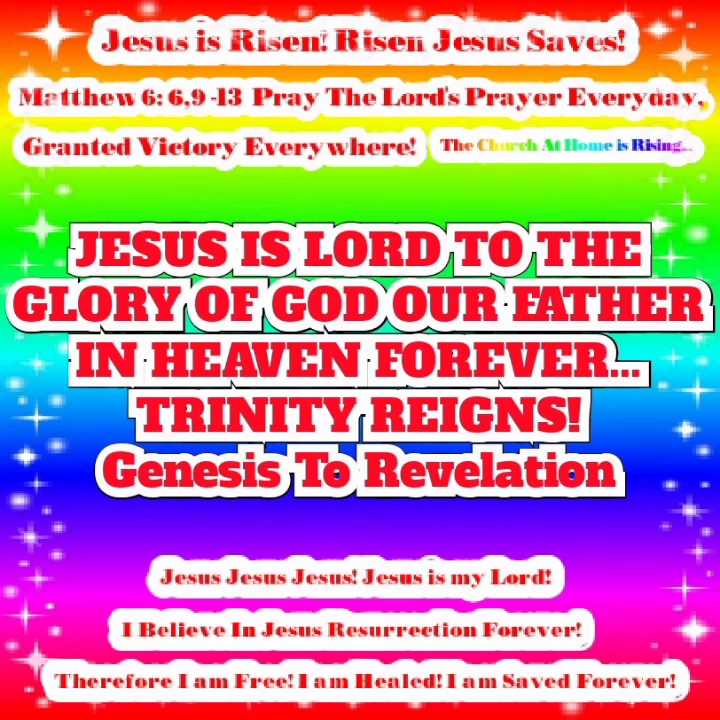 Jesus is Risen! Risen Jesus Saves!
Matthew 6: 6,9 -13 Pray The Lord's Prayer Everyday,
Granted Victory Everywhere! The Church At Home is Rising...
JESUS IS LORD TO THE
GLORY OF GOD OUR FATHER
IN HEAVEN FOREVER...
TRINITY REIGNS!
Genesis To Revelation
Jesus Jesus Jesus! Jesus is my Lord!
I Believe In Jesus Resurrection Forever!
Therefore I am Free! I am Healed! I am Saved Forever!